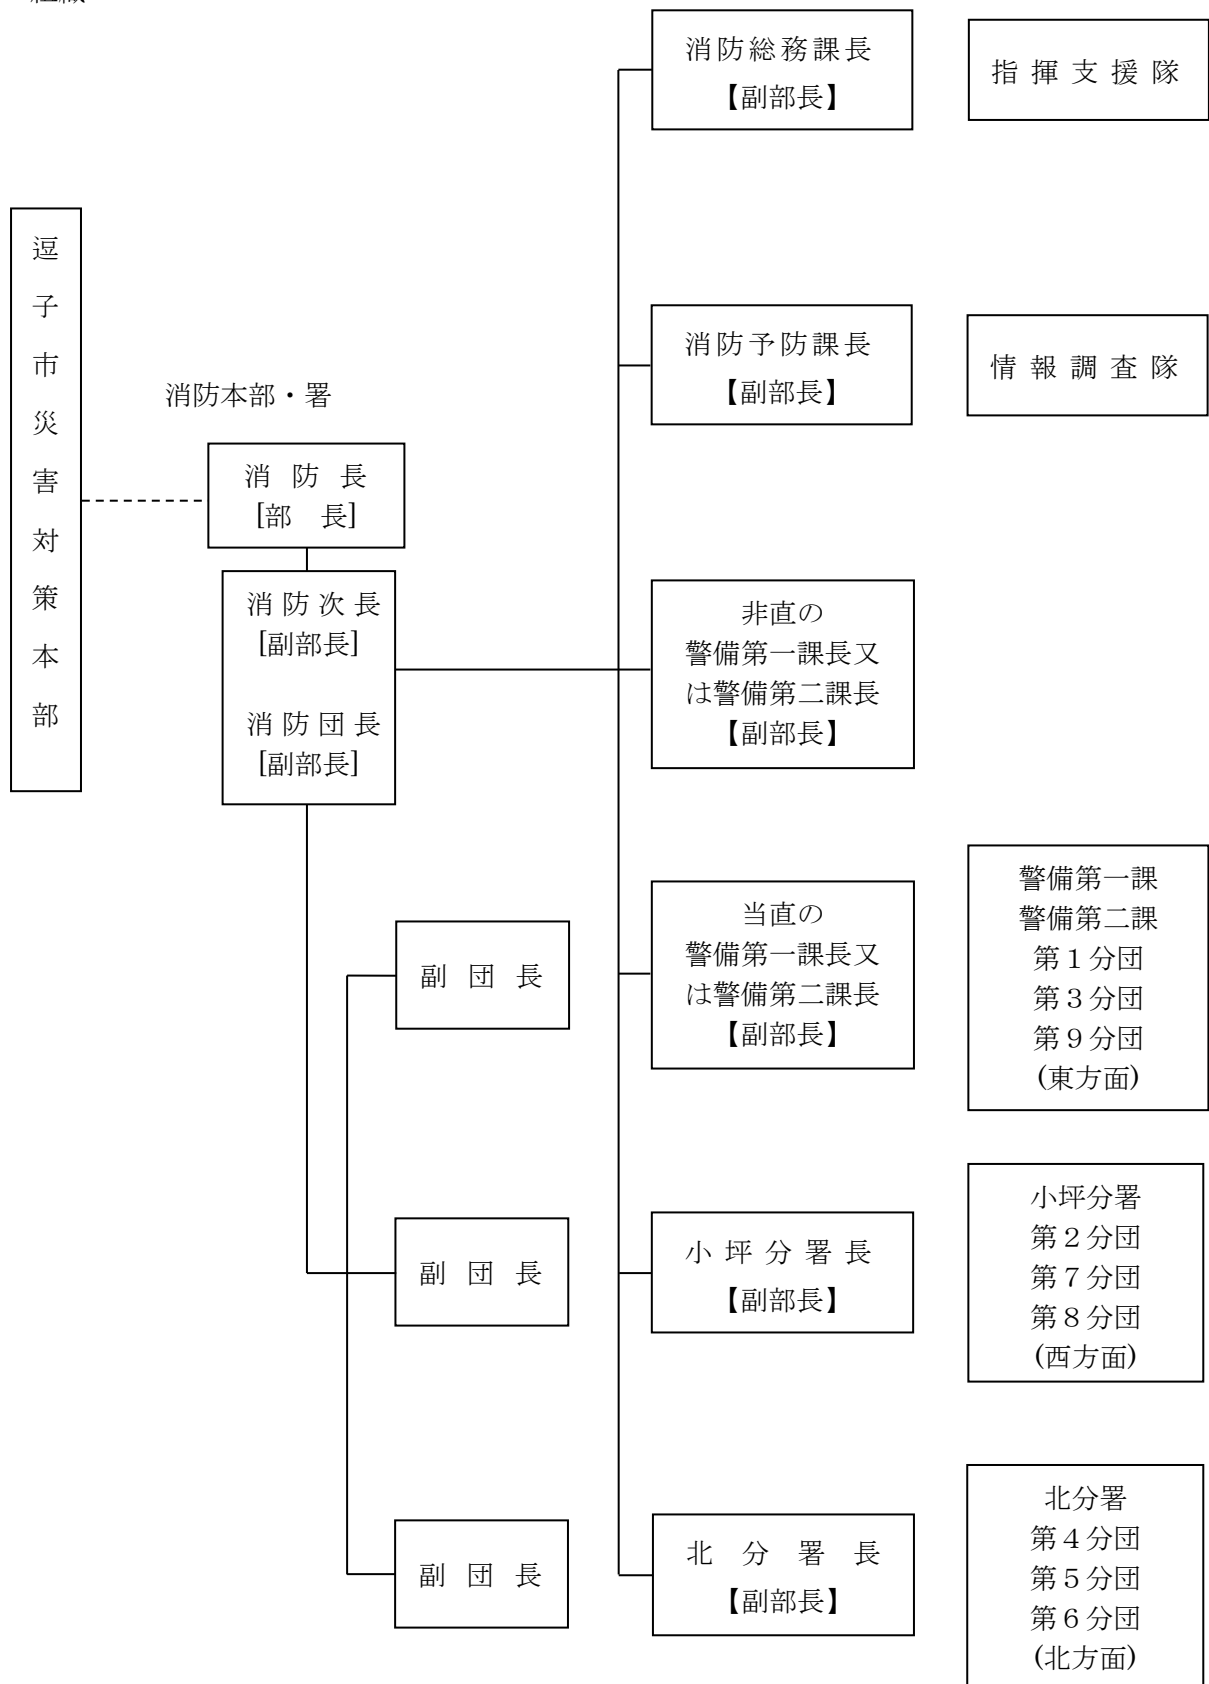 組織
消防総務課長
【副部長】
指揮支援隊
逗子市災害対策本部
消防予防課長
【副部長】
情報調査隊
消防本部・署
消防長
[部　長]
消防次長
[副部長]
消防団長
[副部長]
非直の
警備第一課長又
は警備第二課長
【副部長】
当直の
警備第一課長又
は警備第二課長
【副部長】
警備第一課
警備第二課
第１分団
第３分団
第９分団
(東方面)
副団長
小坪分署長
【副部長】
小坪分署
第２分団
第７分団
第８分団
(西方面)
副団長
北分署長
【副部長】
北分署
第４分団
第５分団
第６分団
(北方面)
副団長